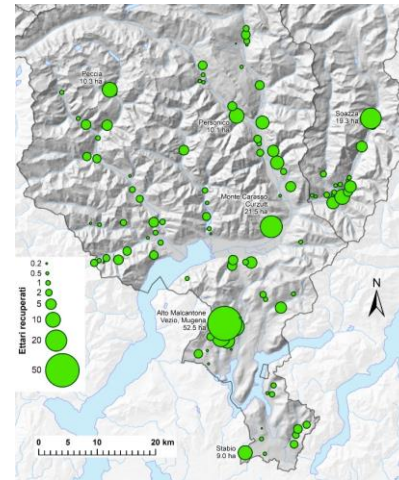 Peccia
10.3 ha
Personico
10.1 ha
Soazza
19.3 ha
Monte Carasso
Curzútt
21.5 ha
Ettari recuperati
0.2
0.5
1
2
5
10
20
50
N
Alto Malcantone
Vezio, Mugena
52.5 ha
Stabio
9.0 ha
0
10
20 km